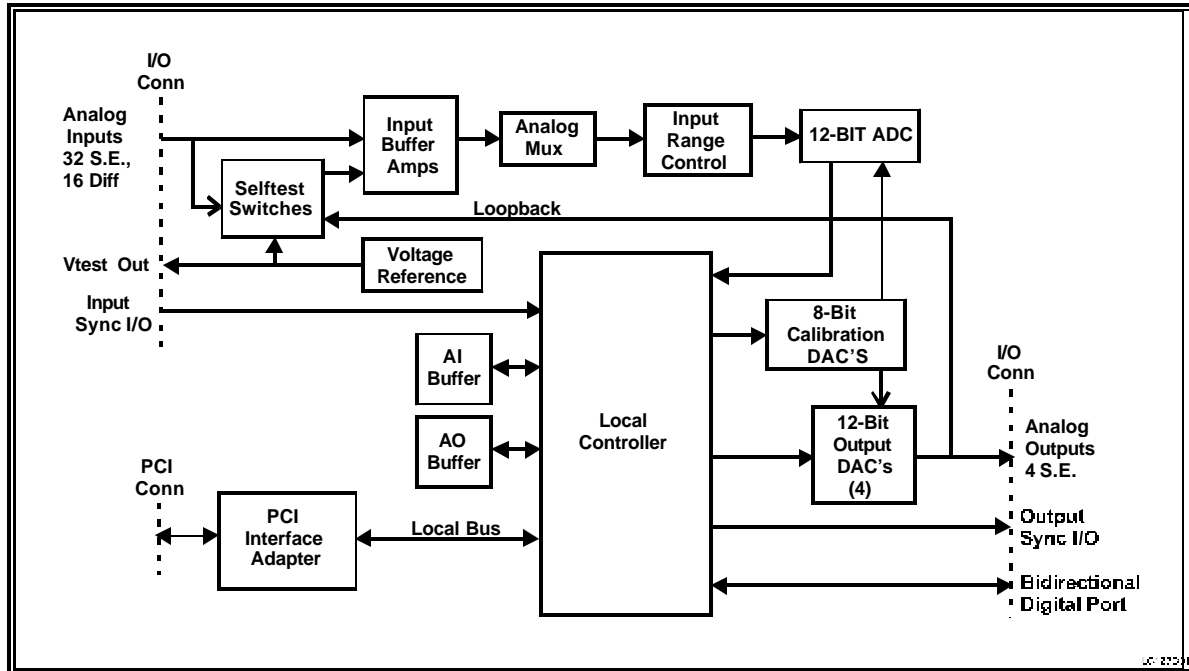 I/O
Conn
Analog
Inputs
32 S.E.,
16 Diff
Input
Buffer
Amps
Analog
Mux
Input
Range
Control
12-BIT ADC
Selftest
Switches
Loopback
Vtest Out
Voltage
Reference
Input
Sync I/O
8-Bit
Calibration
DAC'S
AI
Buffer
Local
Controller
I/O
Conn
AO
Buffer
12-Bit
Output
DAC's
(4)
Analog
Outputs
4 S.E.
PCI
Conn
PCI
Interface
Adapter
Local Bus
Output
Sync I/O
Bidirectional
Digital Port